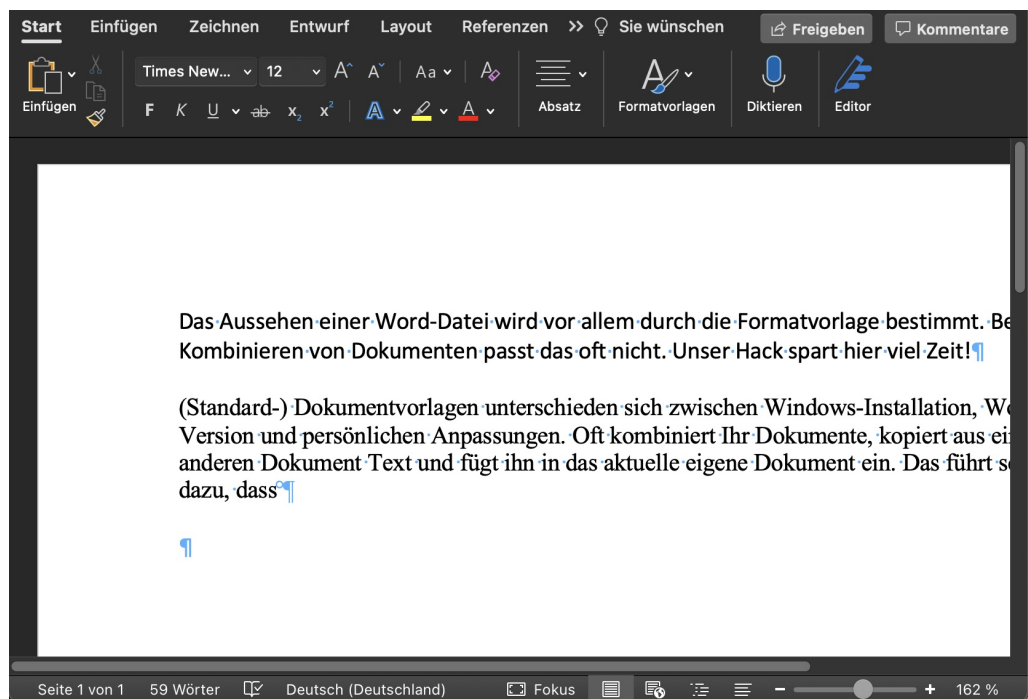 Start Einfügen Zeichnen Entwurf Layout Referenzen >> Sie wünschen Freigeben Kommentare
Times New... 12 A A Aa A
Einfügen F K U ab x₂ x² A A Absatz Formatvorlagen Diktieren Editor
Das Aussehen einer Word-Datei wird vor allem durch die Formatvorlage bestimmt.
Kombinieren von Dokumenten passt das oft nicht. Unser Hack spart hier viel Zeit!¶
(Standard-) Dokumentvorlagen unterschieden sich zwischen Windows-Installation,
Version und persönlichen Anpassungen. Oft kombiniert Ihr Dokumente, kopiert aus
anderen Dokument Text und fügt ihn in das aktuelle eigene Dokument ein. Das führt
dazu, dass ¶
¶
Seite 1 von 1 59 Wörter Deutsch (Deutschland) Fokus 162 %